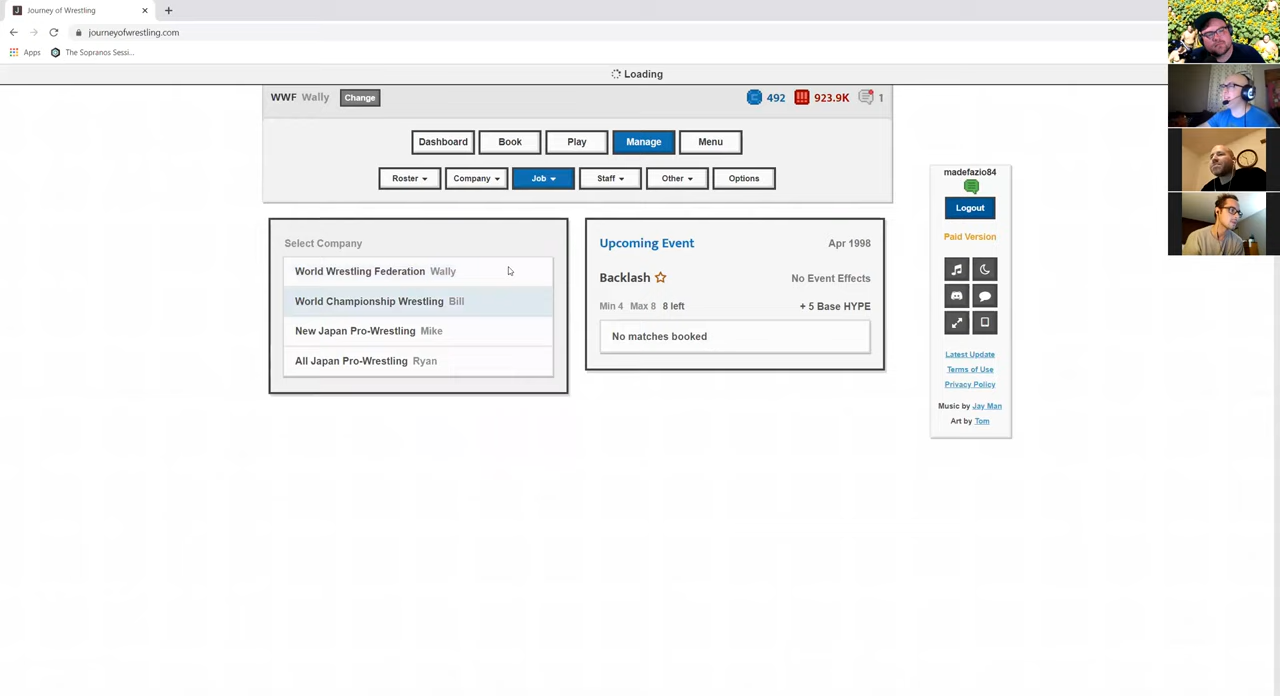 Journey of Wrestling
journeyofwrestling.com
Apps The Sopranos Sessi...
Loading
WWF Wally Change 492 923.9K 1
Dashboard Book Play Manage Menu
Roster Company Job Staff Other Options
Select Company
World Wrestling Federation Wally
World Championship Wrestling Bill
New Japan Pro-Wrestling Mike
All Japan Pro-Wrestling Ryan
Upcoming Event Apr 1998
Backlash No Event Effects
Min 4 Max 8 8 left + 5 Base HYPE
No matches booked
madefazio84
Logout
Paid Version
Latest Update
Terms of Use
Privacy Policy
Music by Jay Man
Art by Tom